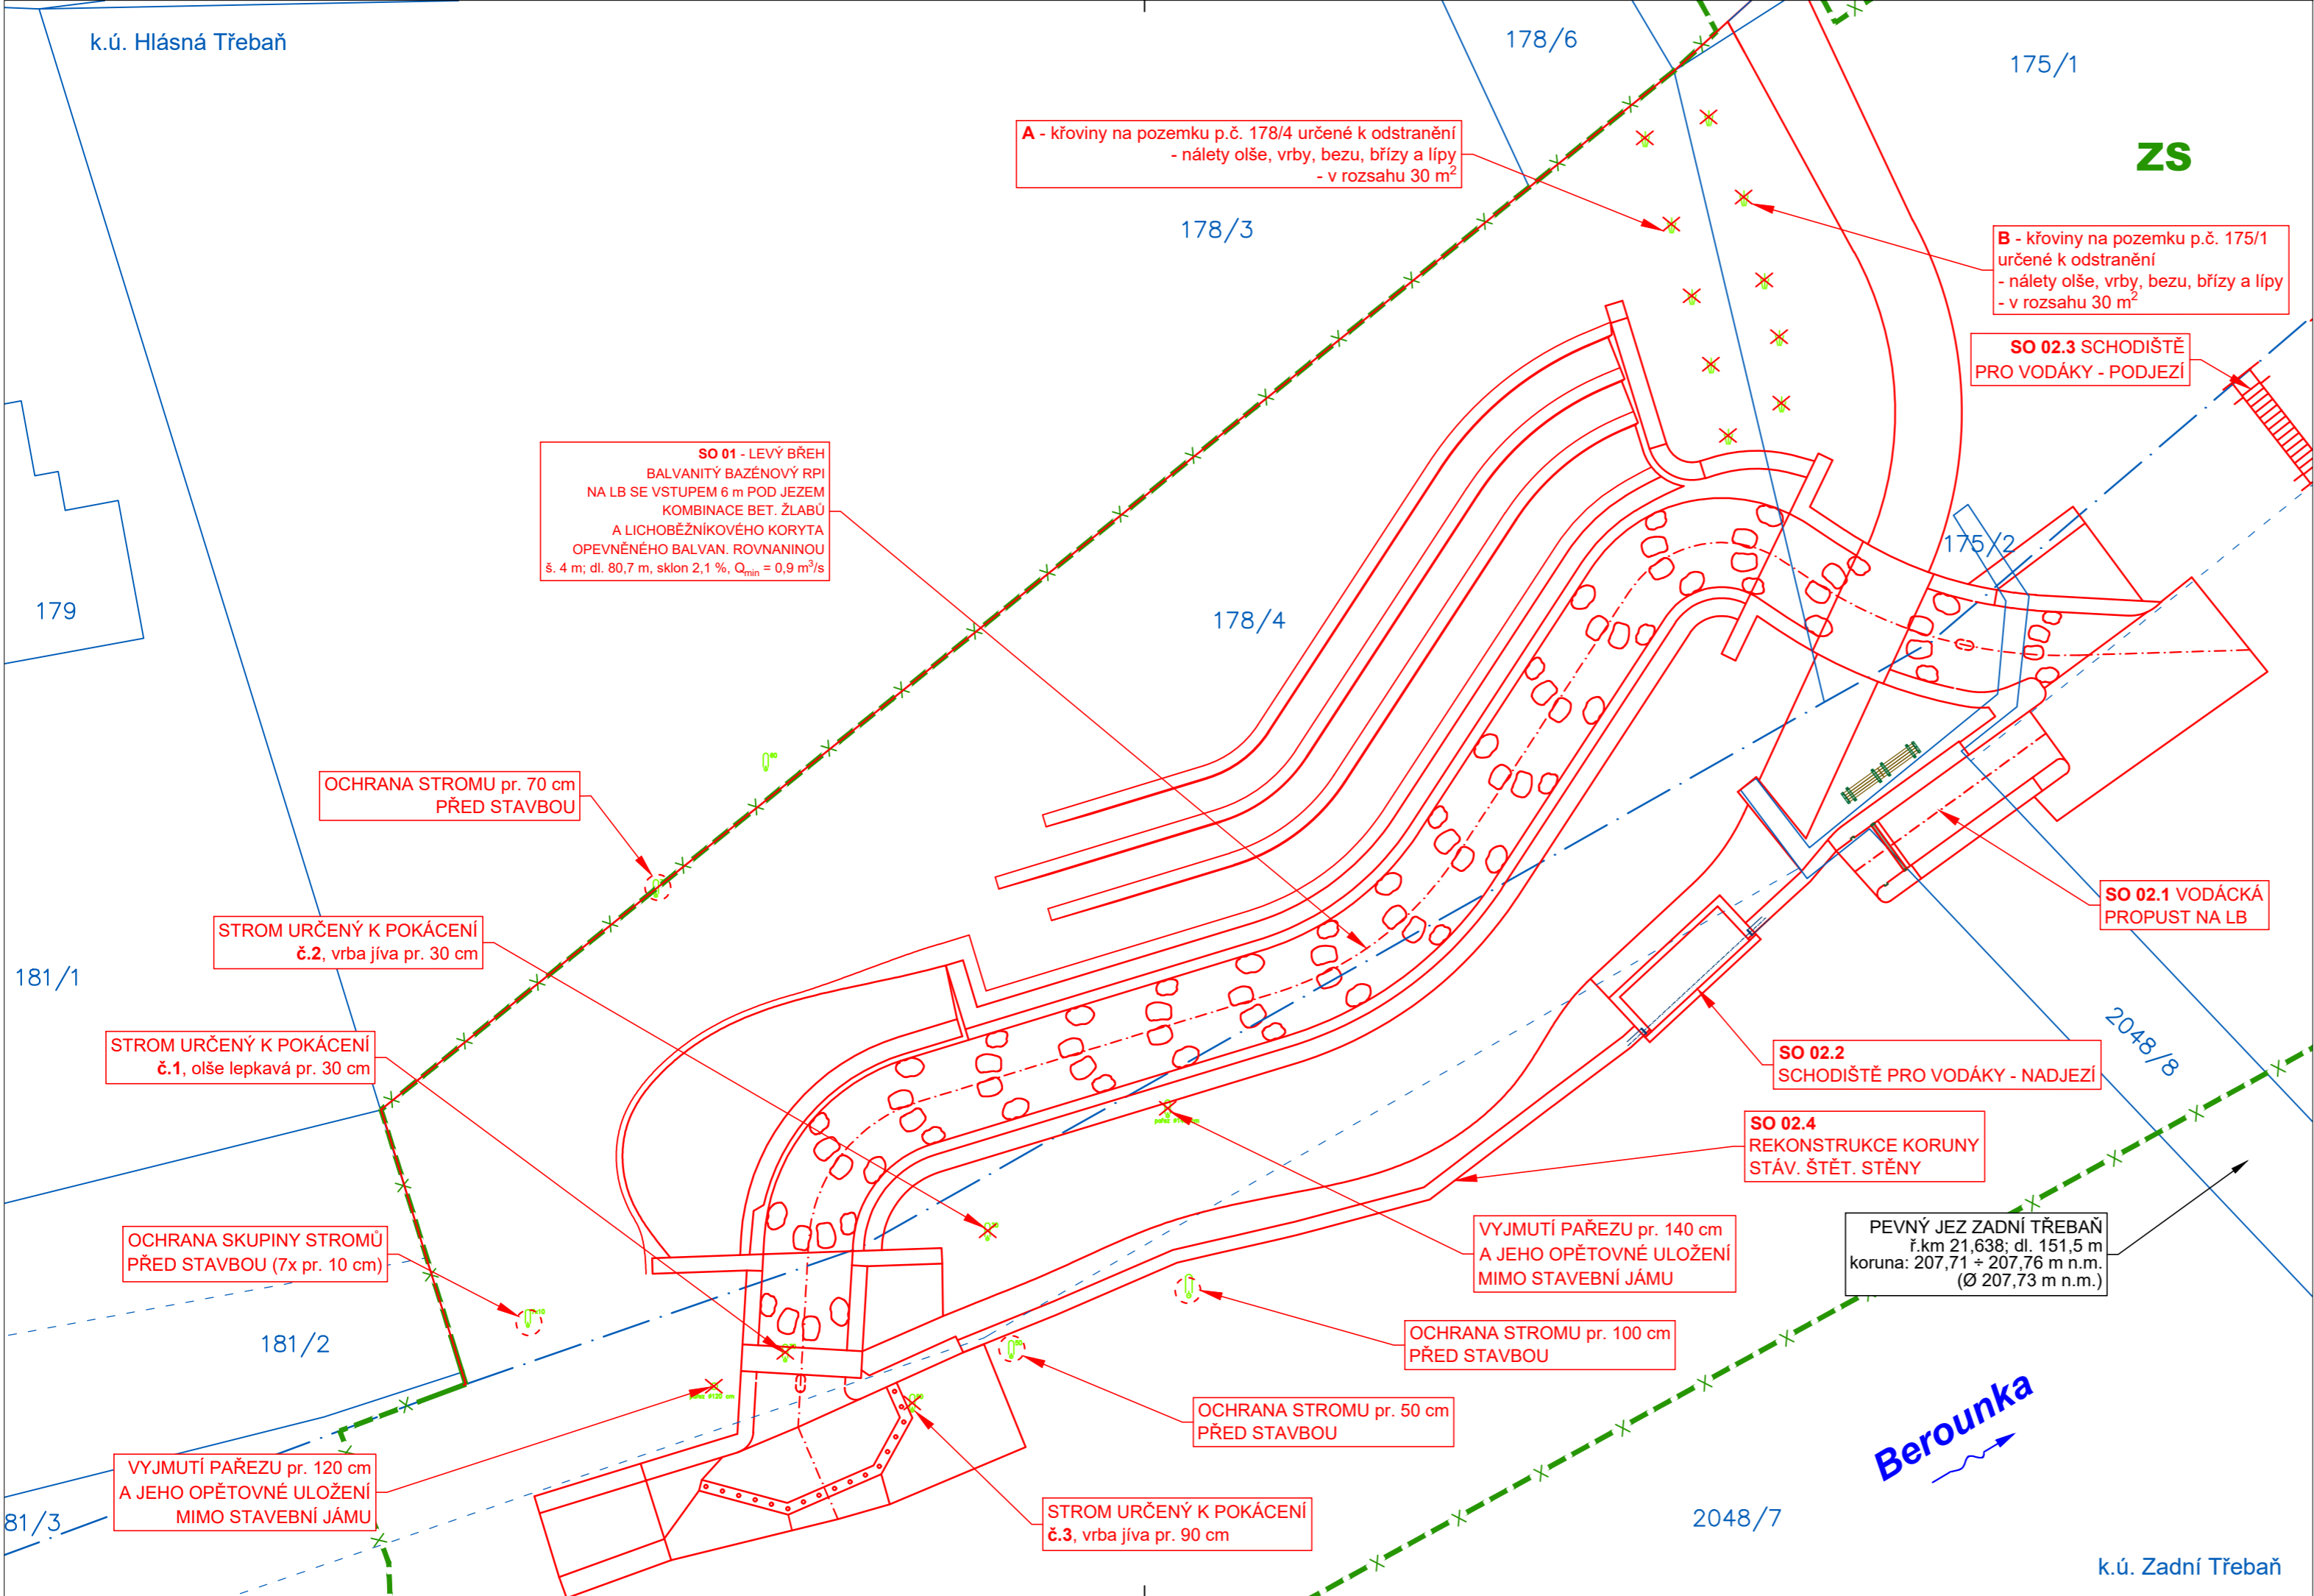 k.ú. Hlásná Třebaň
178/6
175/1
ZS
A - křoviny na pozemku p.č. 178/4 určené k odstranění
- nálety olše, vrby, bezu, břízy a lípy
- v rozsahu 30 m²
178/3
B - křoviny na pozemku p.č. 175/1
určené k odstranění
- nálety olše, vrby, bezu, břízy a lípy
- v rozsahu 30 m²
SO 02.3 SCHODIŠTĚ
PRO VODÁKY - PODJEZÍ
SO 01 - LEVÝ BŘEH
BALVANITÝ BAZÉNOVÝ RPI
NA LB SE VSTUPEM 6 m POD JEZEM
KOMBINACE BET. ŽLABŮ
A LICHOBĚŽNÍKOVÉHO KORYTA
OPEVNĚNÉHO BALVAN. ROVNANINOU
š. 4 m; dl. 80,7 m, sklon 2,1 %, Qmin = 0,9 m³/s
175/2
179
178/4
OCHRANA STROMU pr. 70 cm
PŘED STAVBOU
SO 02.1 VODÁCKÁ
PROPUST NA LB
STROM URČENÝ K POKÁCENÍ
č.2, vrba jíva pr. 30 cm
181/1
2048/8
STROM URČENÝ K POKÁCENÍ
č.1, olše lepkavá pr. 30 cm
SO 02.2
SCHODIŠTĚ PRO VODÁKY - NADJEZÍ
SO 02.4
REKONSTRUKCE KORUNY
STÁV. ŠTĚT. STĚNY
OCHRANA SKUPINY STROMŮ
PŘED STAVBOU (7x pr. 10 cm)
VYJMUTÍ PAŘEZU pr. 140 cm
A JEHO OPĚTOVNÉ ULOŽENÍ
MIMO STAVEBNÍ JÁMU
PEVNÝ JEZ ZADNÍ TŘEBAŇ
ř.km 21,638; dl. 151,5 m
koruna: 207,71 ÷ 207,76 m n.m.
(Ø 207,73 m n.m.)
181/2
OCHRANA STROMU pr. 100 cm
PŘED STAVBOU
OCHRANA STROMU pr. 50 cm
PŘED STAVBOU
Berounka
VYJMUTÍ PAŘEZU pr. 120 cm
A JEHO OPĚTOVNÉ ULOŽENÍ
MIMO STAVEBNÍ JÁMU
81/3
STROM URČENÝ K POKÁCENÍ
č.3, vrba jíva pr. 90 cm
2048/7
k.ú. Zadní Třebaň